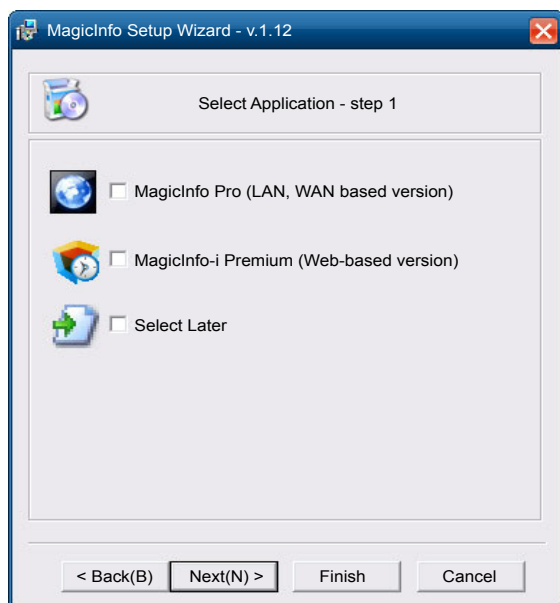 MagicInfo Setup Wizard - v.1.12
Select Application - step 1
MagicInfo Pro (LAN, WAN based version)
MagicInfo-i Premium (Web-based version)
Select Later
< Back(B) Next(N) > Finish Cancel